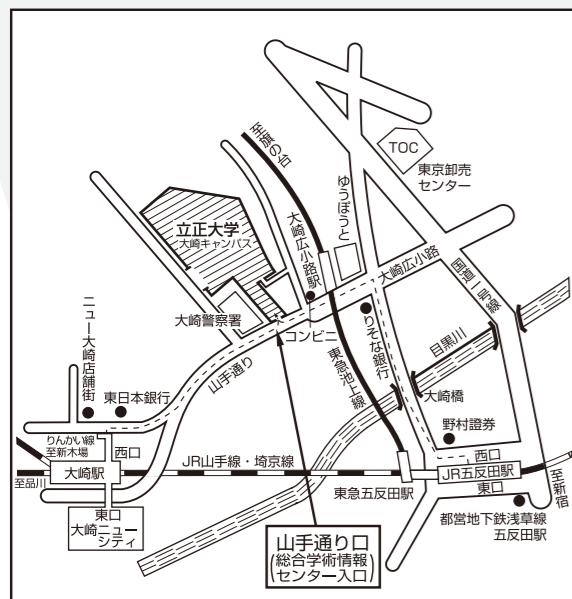 TOC
東京卸売
センター
至旗の台
ゆうぽうと
立正大学
大崎キャンパス
大崎広小路駅
大崎広小路
国道一号線
大崎警察署
コンビニ
りそな銀行
目黒川
ニュー大崎店舗街
東日本銀行
山手通り
東急池上線
大崎橋
野村證券
りんかい線
至新木場
西口
西口
至品川
大崎駅
JR山手線・埼京線
東急五反田駅
JR五反田駅
至新宿
東口
大崎ニュー
シティ
東口
都営地下鉄浅草線
五反田駅
山手通り口
(総合学術情報
センター入口)